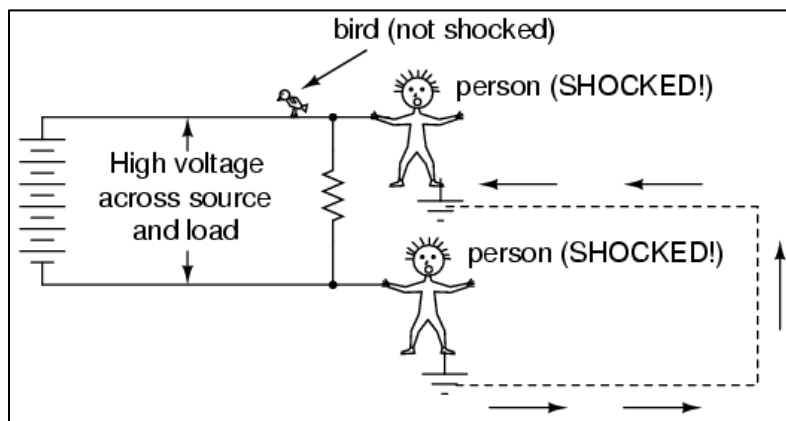 bird (not shocked)
person (SHOCKED!)
High voltage
across source
and load
person (SHOCKED!)